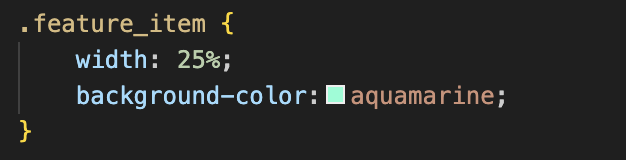 .feature_item {
    width: 25%;
    background-color: aquamarine;
}